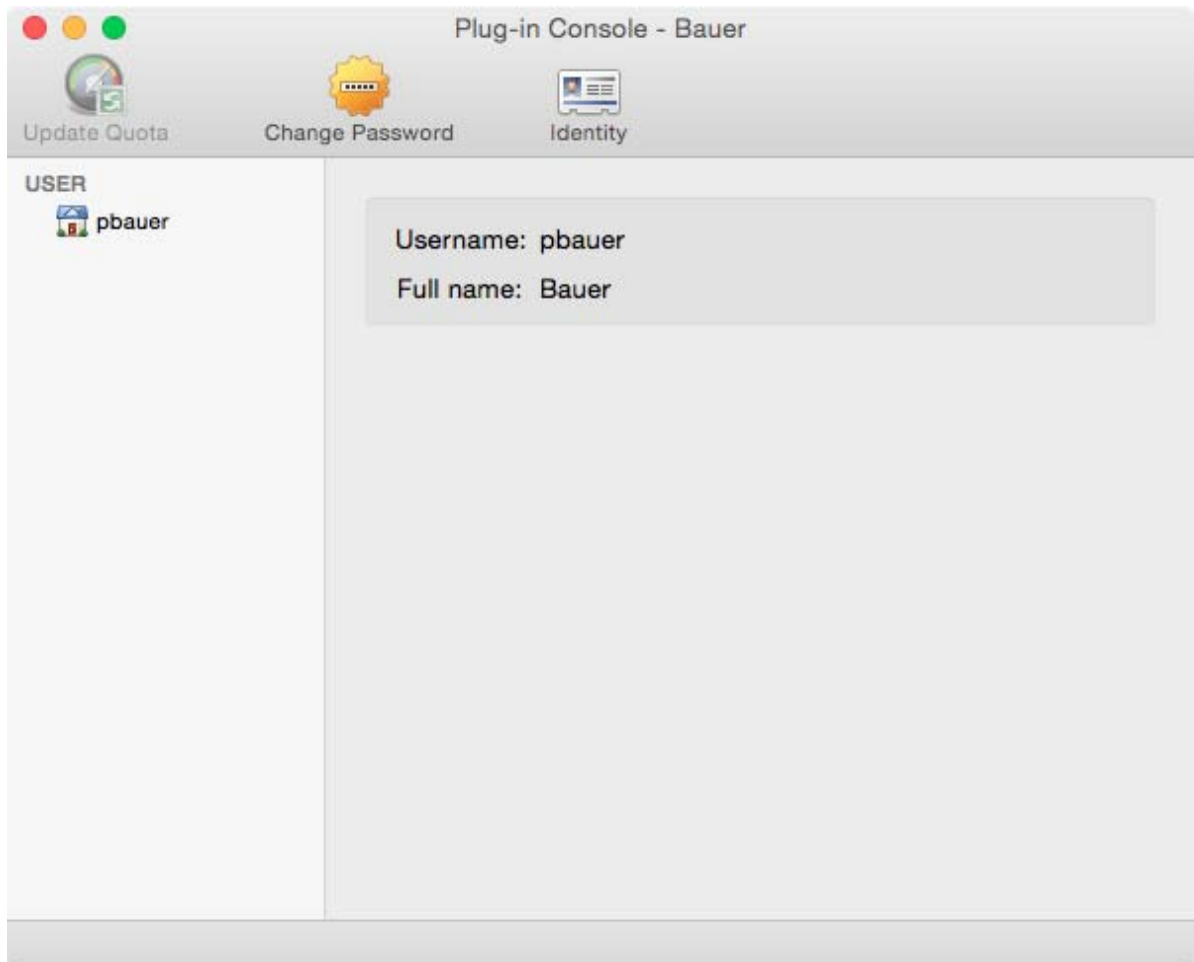 Plug-in Console - Bauer
Update Quota
Change Password
Identity
USER
pbauer
Username: pbauer
Full name: Bauer